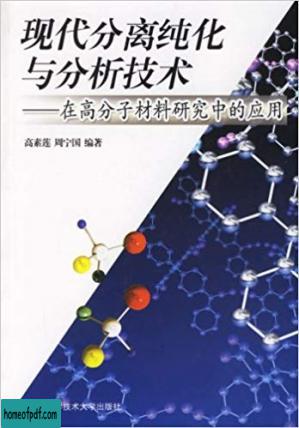 现代分离纯化
与分析技术
——在高分子材料研究中的应用
高素莲 周宁国 编著
技术大学出版社
homeofpdf.com